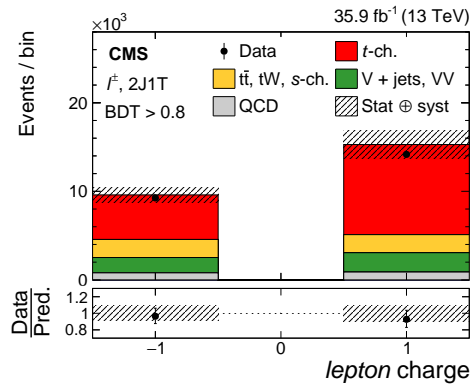 ×10³
35.9 fb⁻¹ (13 TeV)
Events / bin
CMS
l±, 2J1T
BDT > 0.8
Data
t-ch.
tt̄, tW, s-ch.
V + jets, VV
QCD
Stat ⊕ syst
20
10
0
Data
Pred.
1.2
1.0
0.8
−1
0
1
lepton charge